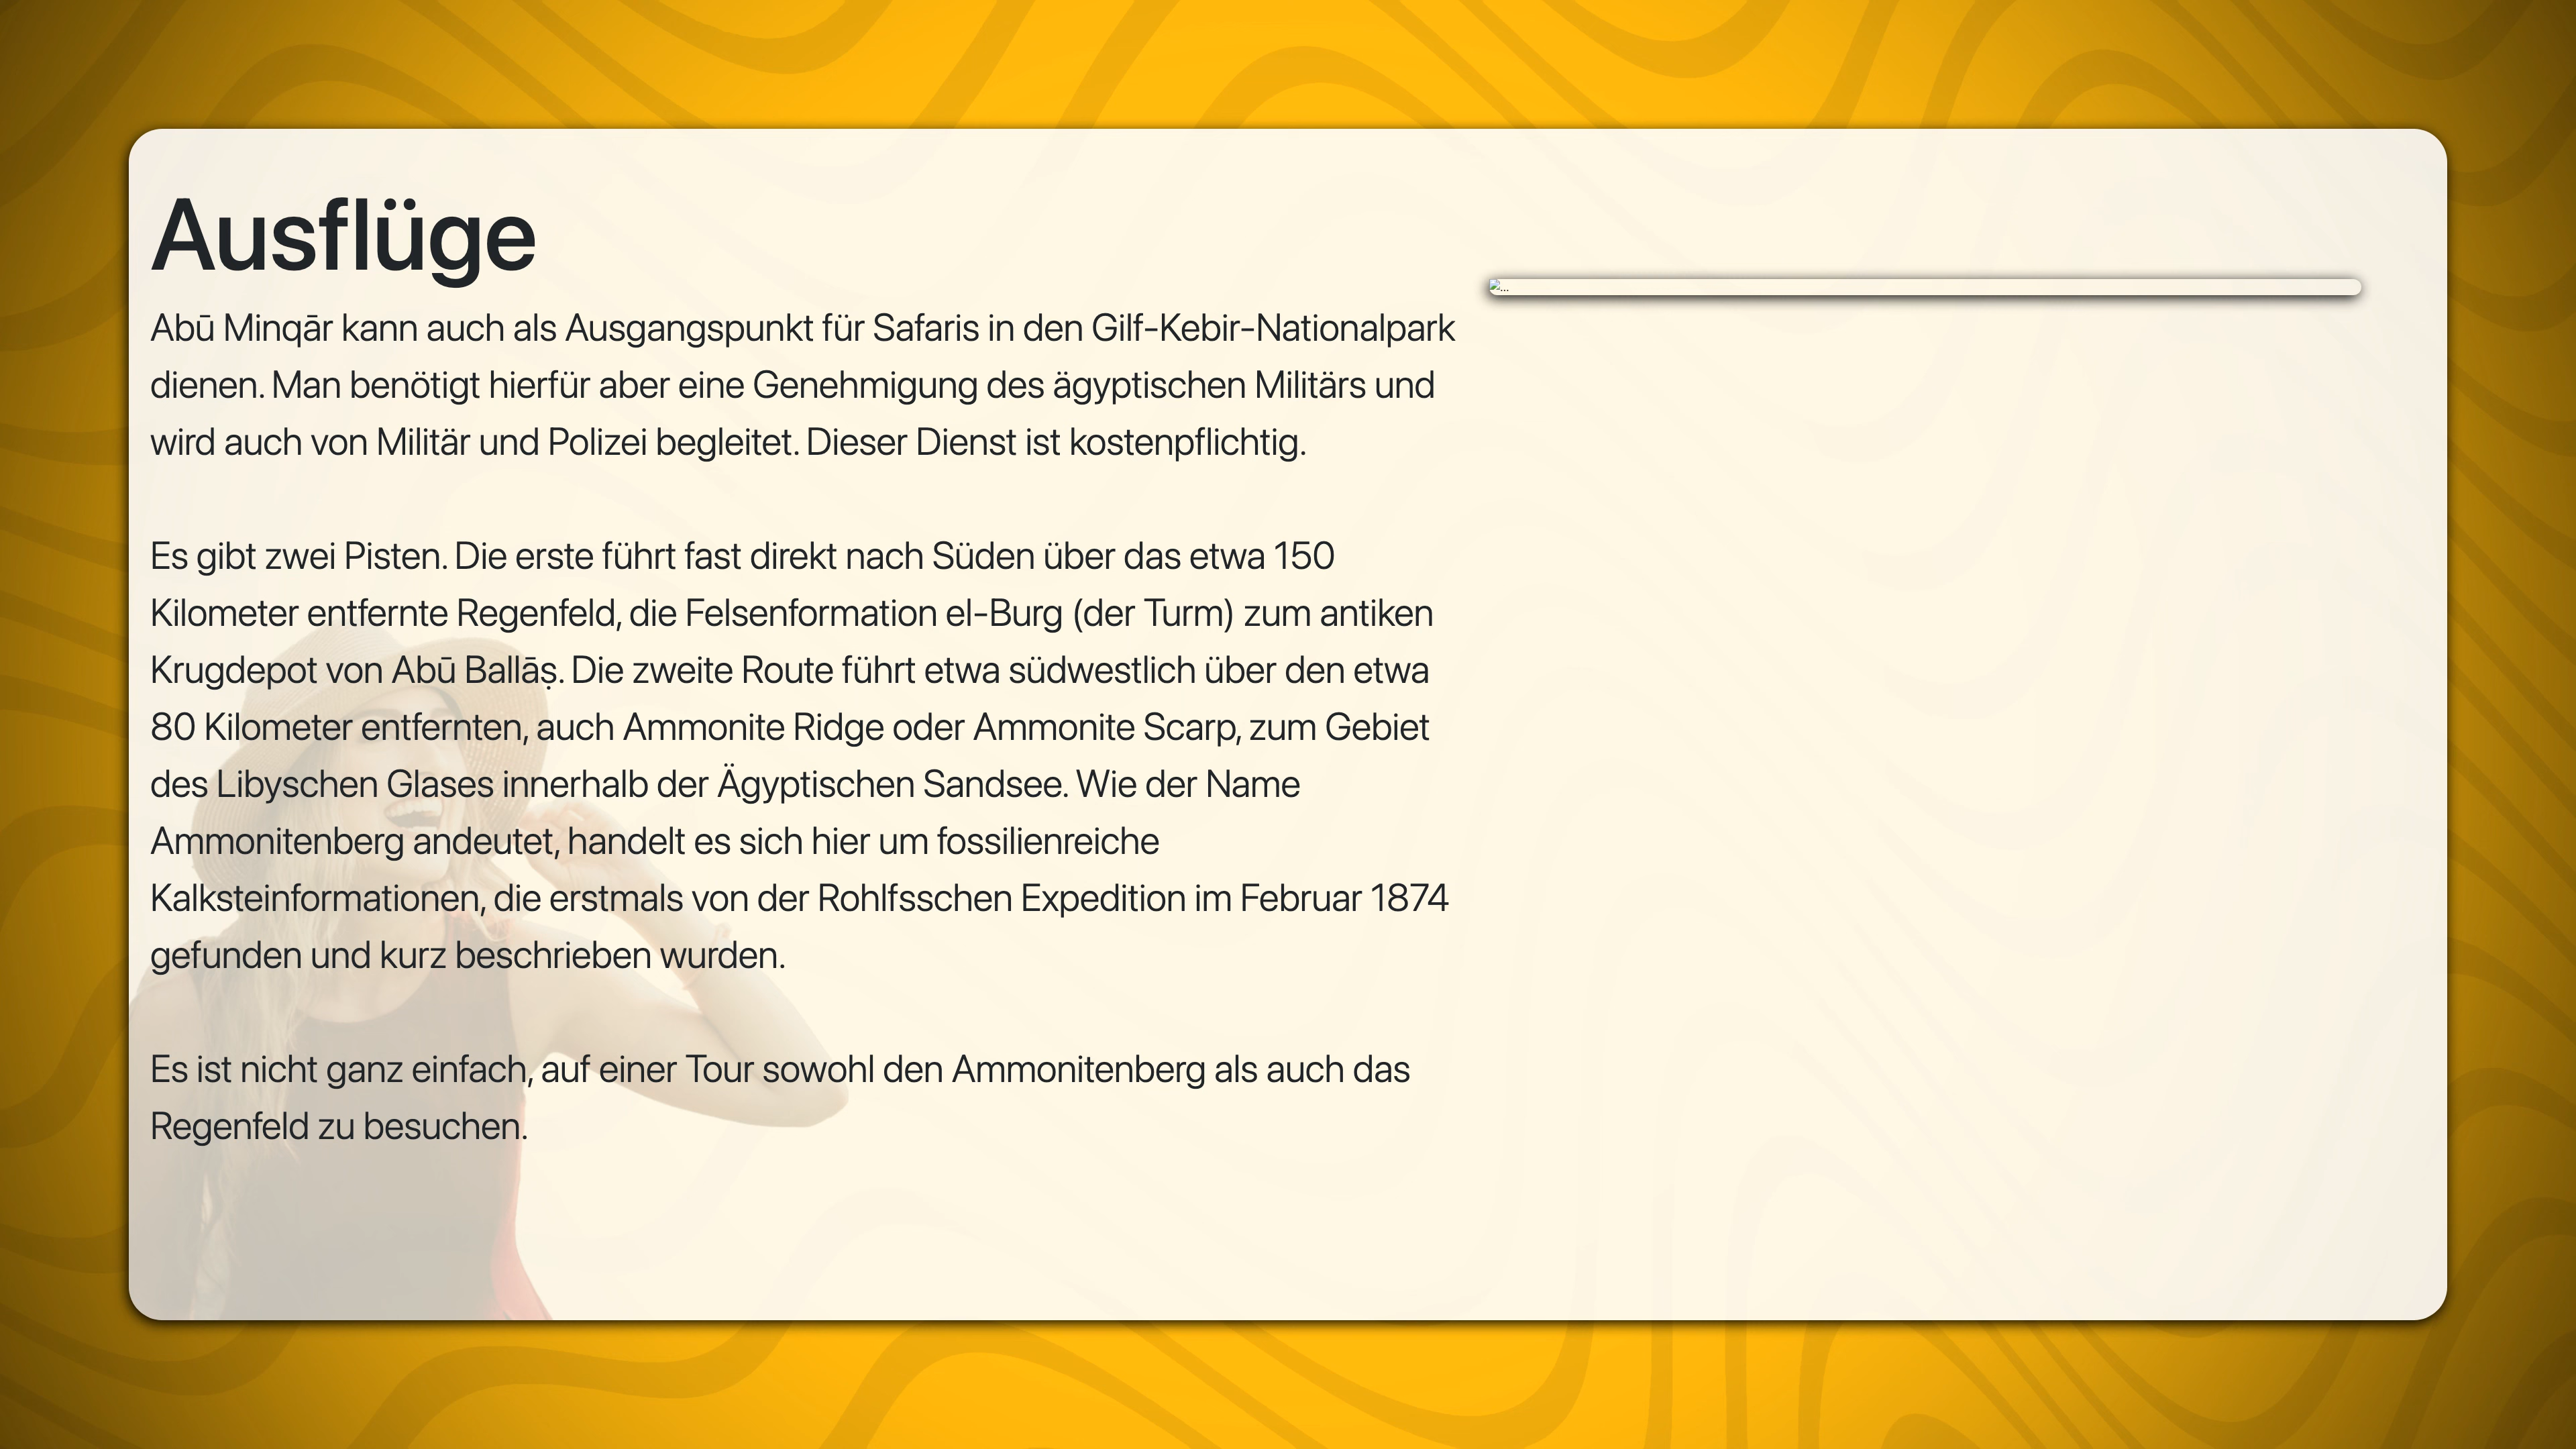 Ausflüge
Abū Minqār kann auch als Ausgangspunkt für Safaris in den Gilf-Kebir-Nationalpark
dienen. Man benötigt hierfür aber eine Genehmigung des ägyptischen Militärs und
wird auch von Militär und Polizei begleitet. Dieser Dienst ist kostenpflichtig.
Es gibt zwei Pisten. Die erste führt fast direkt nach Süden über das etwa 150
Kilometer entfernte Regenfeld, die Felsenformation el-Burg (der Turm) zum antiken
Krugdepot von Abū Ballāṣ. Die zweite Route führt etwa südwestlich über den etwa
80 Kilometer entfernten, auch Ammonite Ridge oder Ammonite Scarp, zum Gebiet
des Libyschen Glases innerhalb der Ägyptischen Sandsee. Wie der Name
Ammonitenberg andeutet, handelt es sich hier um fossilienreiche
Kalksteinformationen, die erstmals von der Rohlfsschen Expedition im Februar 1874
gefunden und kurz beschrieben wurden.
Es ist nicht ganz einfach, auf einer Tour sowohl den Ammonitenberg als auch das
Regenfeld zu besuchen.
...